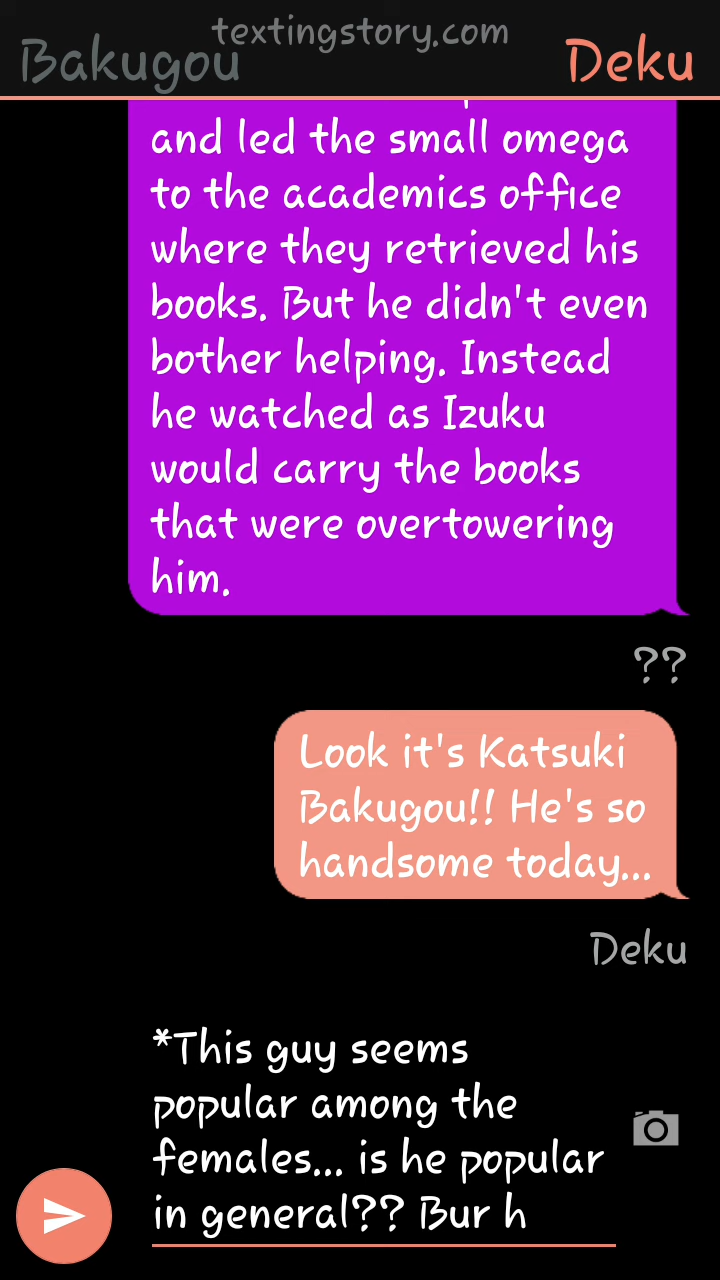 textingstory.com
Bakugou
Deku
and led the small omega
to the academics office
where they retrieved his
books. But he didn't even
bother helping. Instead
he watched as Izuku
would carry the books
that were overtowering
him.
??
Look it's Katsuki
Bakugou!! He's so
handsome today...
Deku
*This guy seems
popular among the
females... is he popular
in general?? Bur h